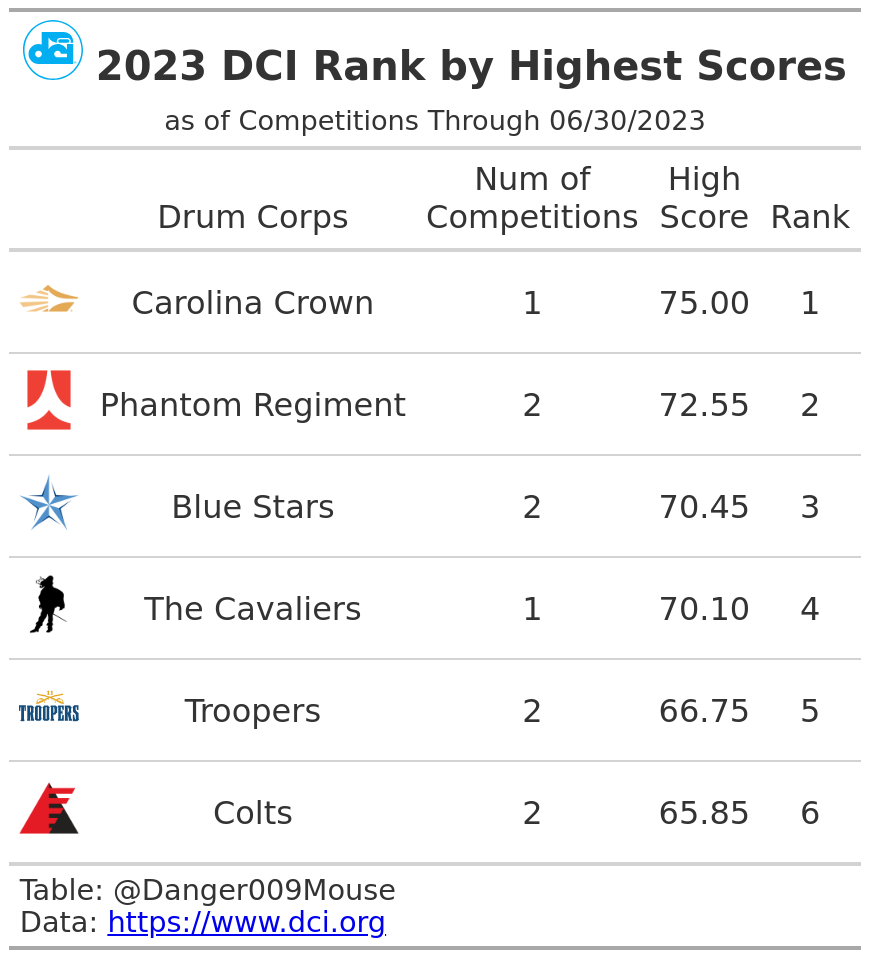 dci
2023 DCI Rank by Highest Scores
as of Competitions Through 06/30/2023
Drum Corps Num of Competitions High Score Rank
Carolina Crown 1 75.00 1
Phantom Regiment 2 72.55 2
Blue Stars 2 70.45 3
The Cavaliers 1 70.10 4
TROOPERS Troopers 2 66.75 5
Colts 2 65.85 6
Table: @Danger009Mouse
Data: https://www.dci.org